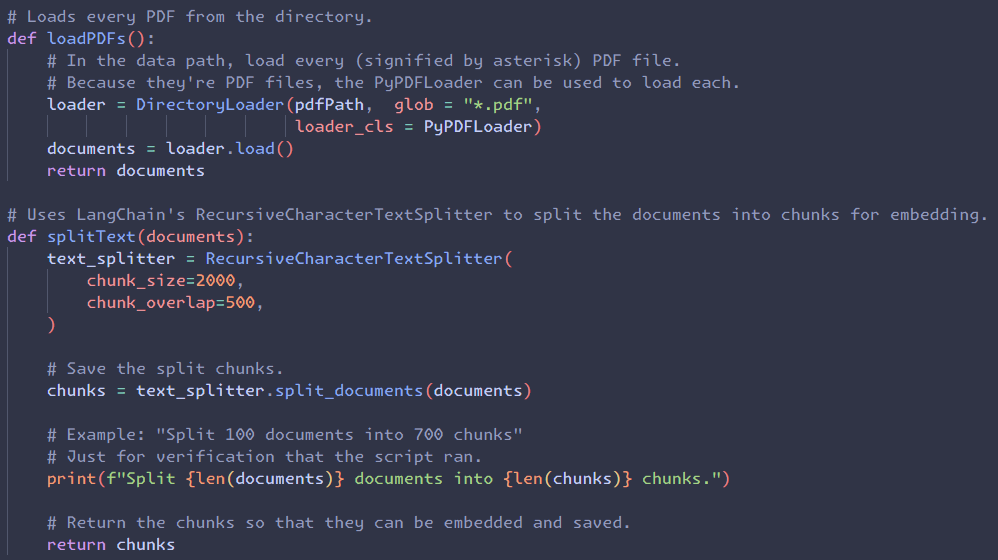 # Loads every PDF from the directory.
def loadPDFs():
    # In the data path, load every (signified by asterisk) PDF file.
    # Because they're PDF files, the PyPDFLoader can be used to load each.
    loader = DirectoryLoader(pdfPath,  glob = "*.pdf",
                             loader_cls = PyPDFLoader)
    documents = loader.load()
    return documents

# Uses LangChain's RecursiveCharacterTextSplitter to split the documents into chunks for embedding.
def splitText(documents):
    text_splitter = RecursiveCharacterTextSplitter(
        chunk_size=2000,
        chunk_overlap=500,
    )

    # Save the split chunks.
    chunks = text_splitter.split_documents(documents)

    # Example: "Split 100 documents into 700 chunks"
    # Just for verification that the script ran.
    print(f"Split {len(documents)} documents into {len(chunks)} chunks.")

    # Return the chunks so that they can be embedded and saved.
    return chunks